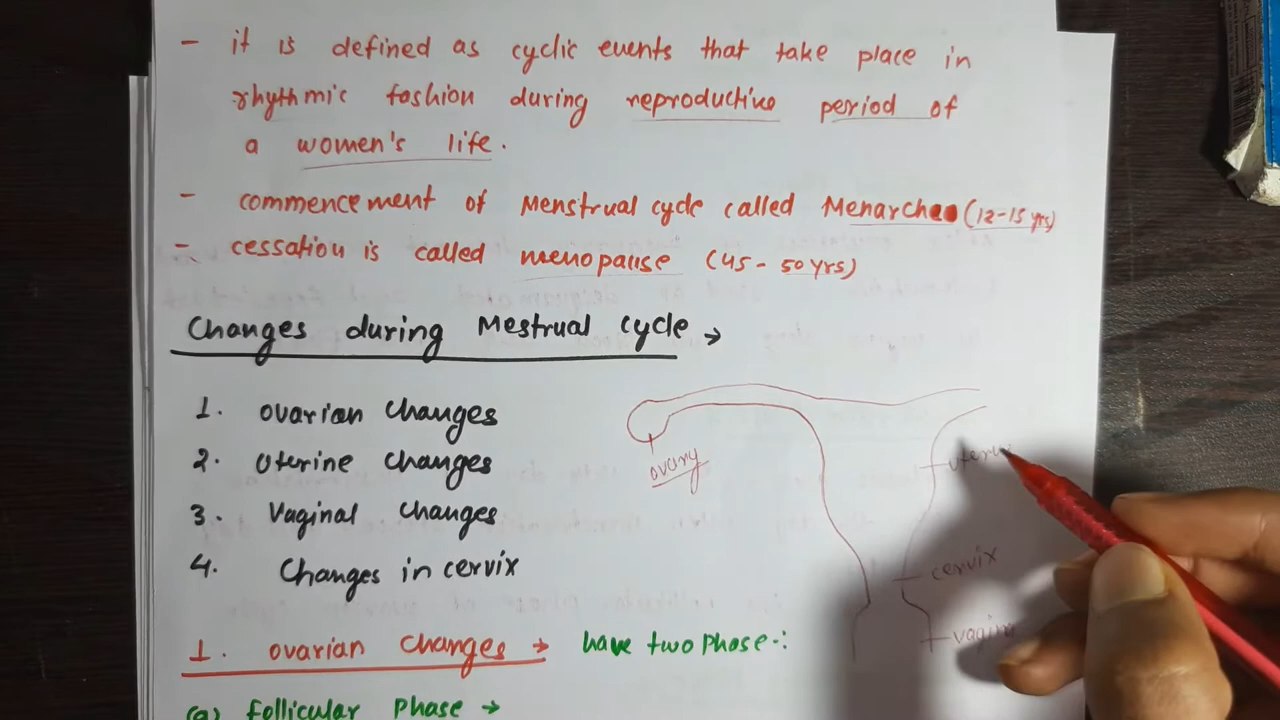 - it is defined as cyclic events that take place in
rhythmic fashion during reproductive period of
a women's life.
- commencement of Menstrual cycle called Menarche (12-15 yrs)
- cessation is called menopause (45-50 yrs)
Changes during Mestrual cycle →
1. ovarian changes
2. Uterine changes
3. Vaginal changes
4. Changes in cervix
ovary
uterus
cervix
vagina
1. ovarian changes → have two phase-:
(a) follicular phase →